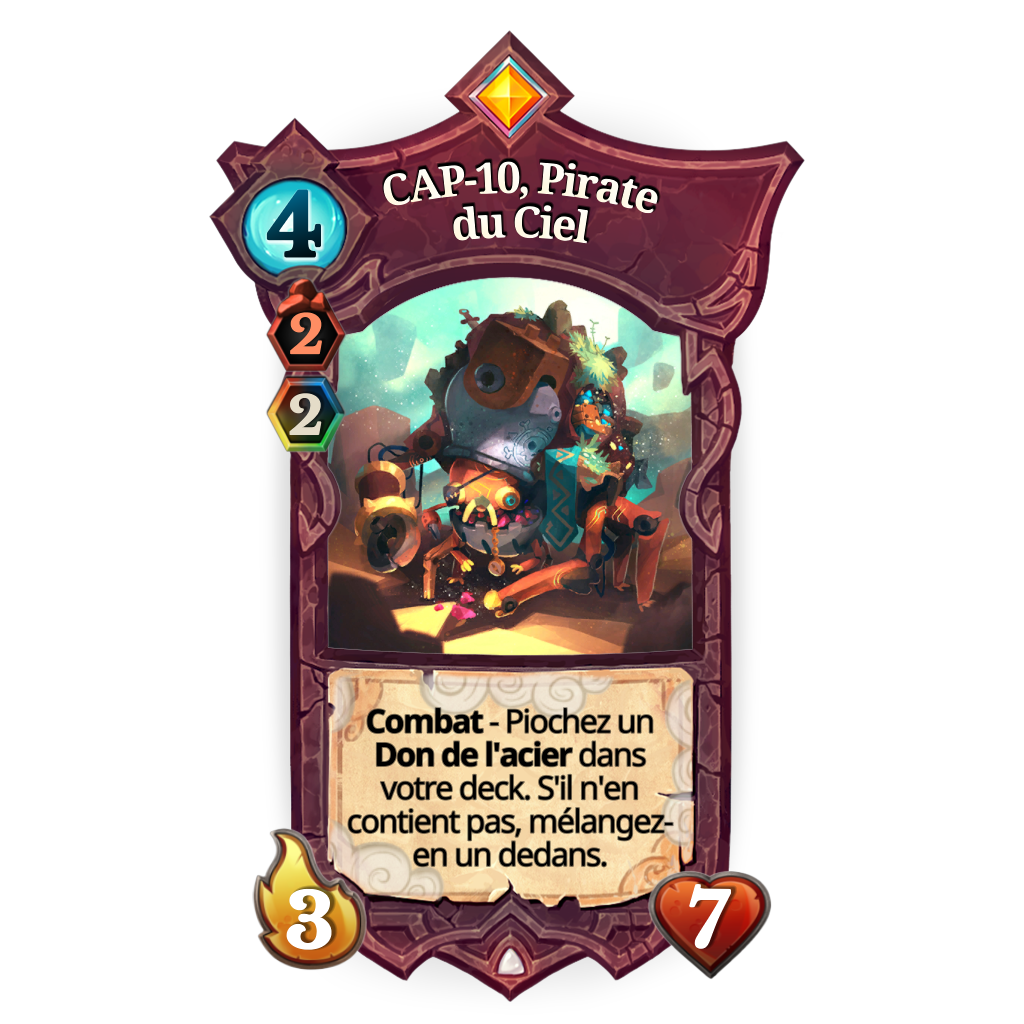 CAP-10, Pirate
du Ciel
4
2
2
Combat - Piochez un
Don de l'acier dans
votre deck. S'il n'en
contient pas, mélangez-
en un dedans.
3
7